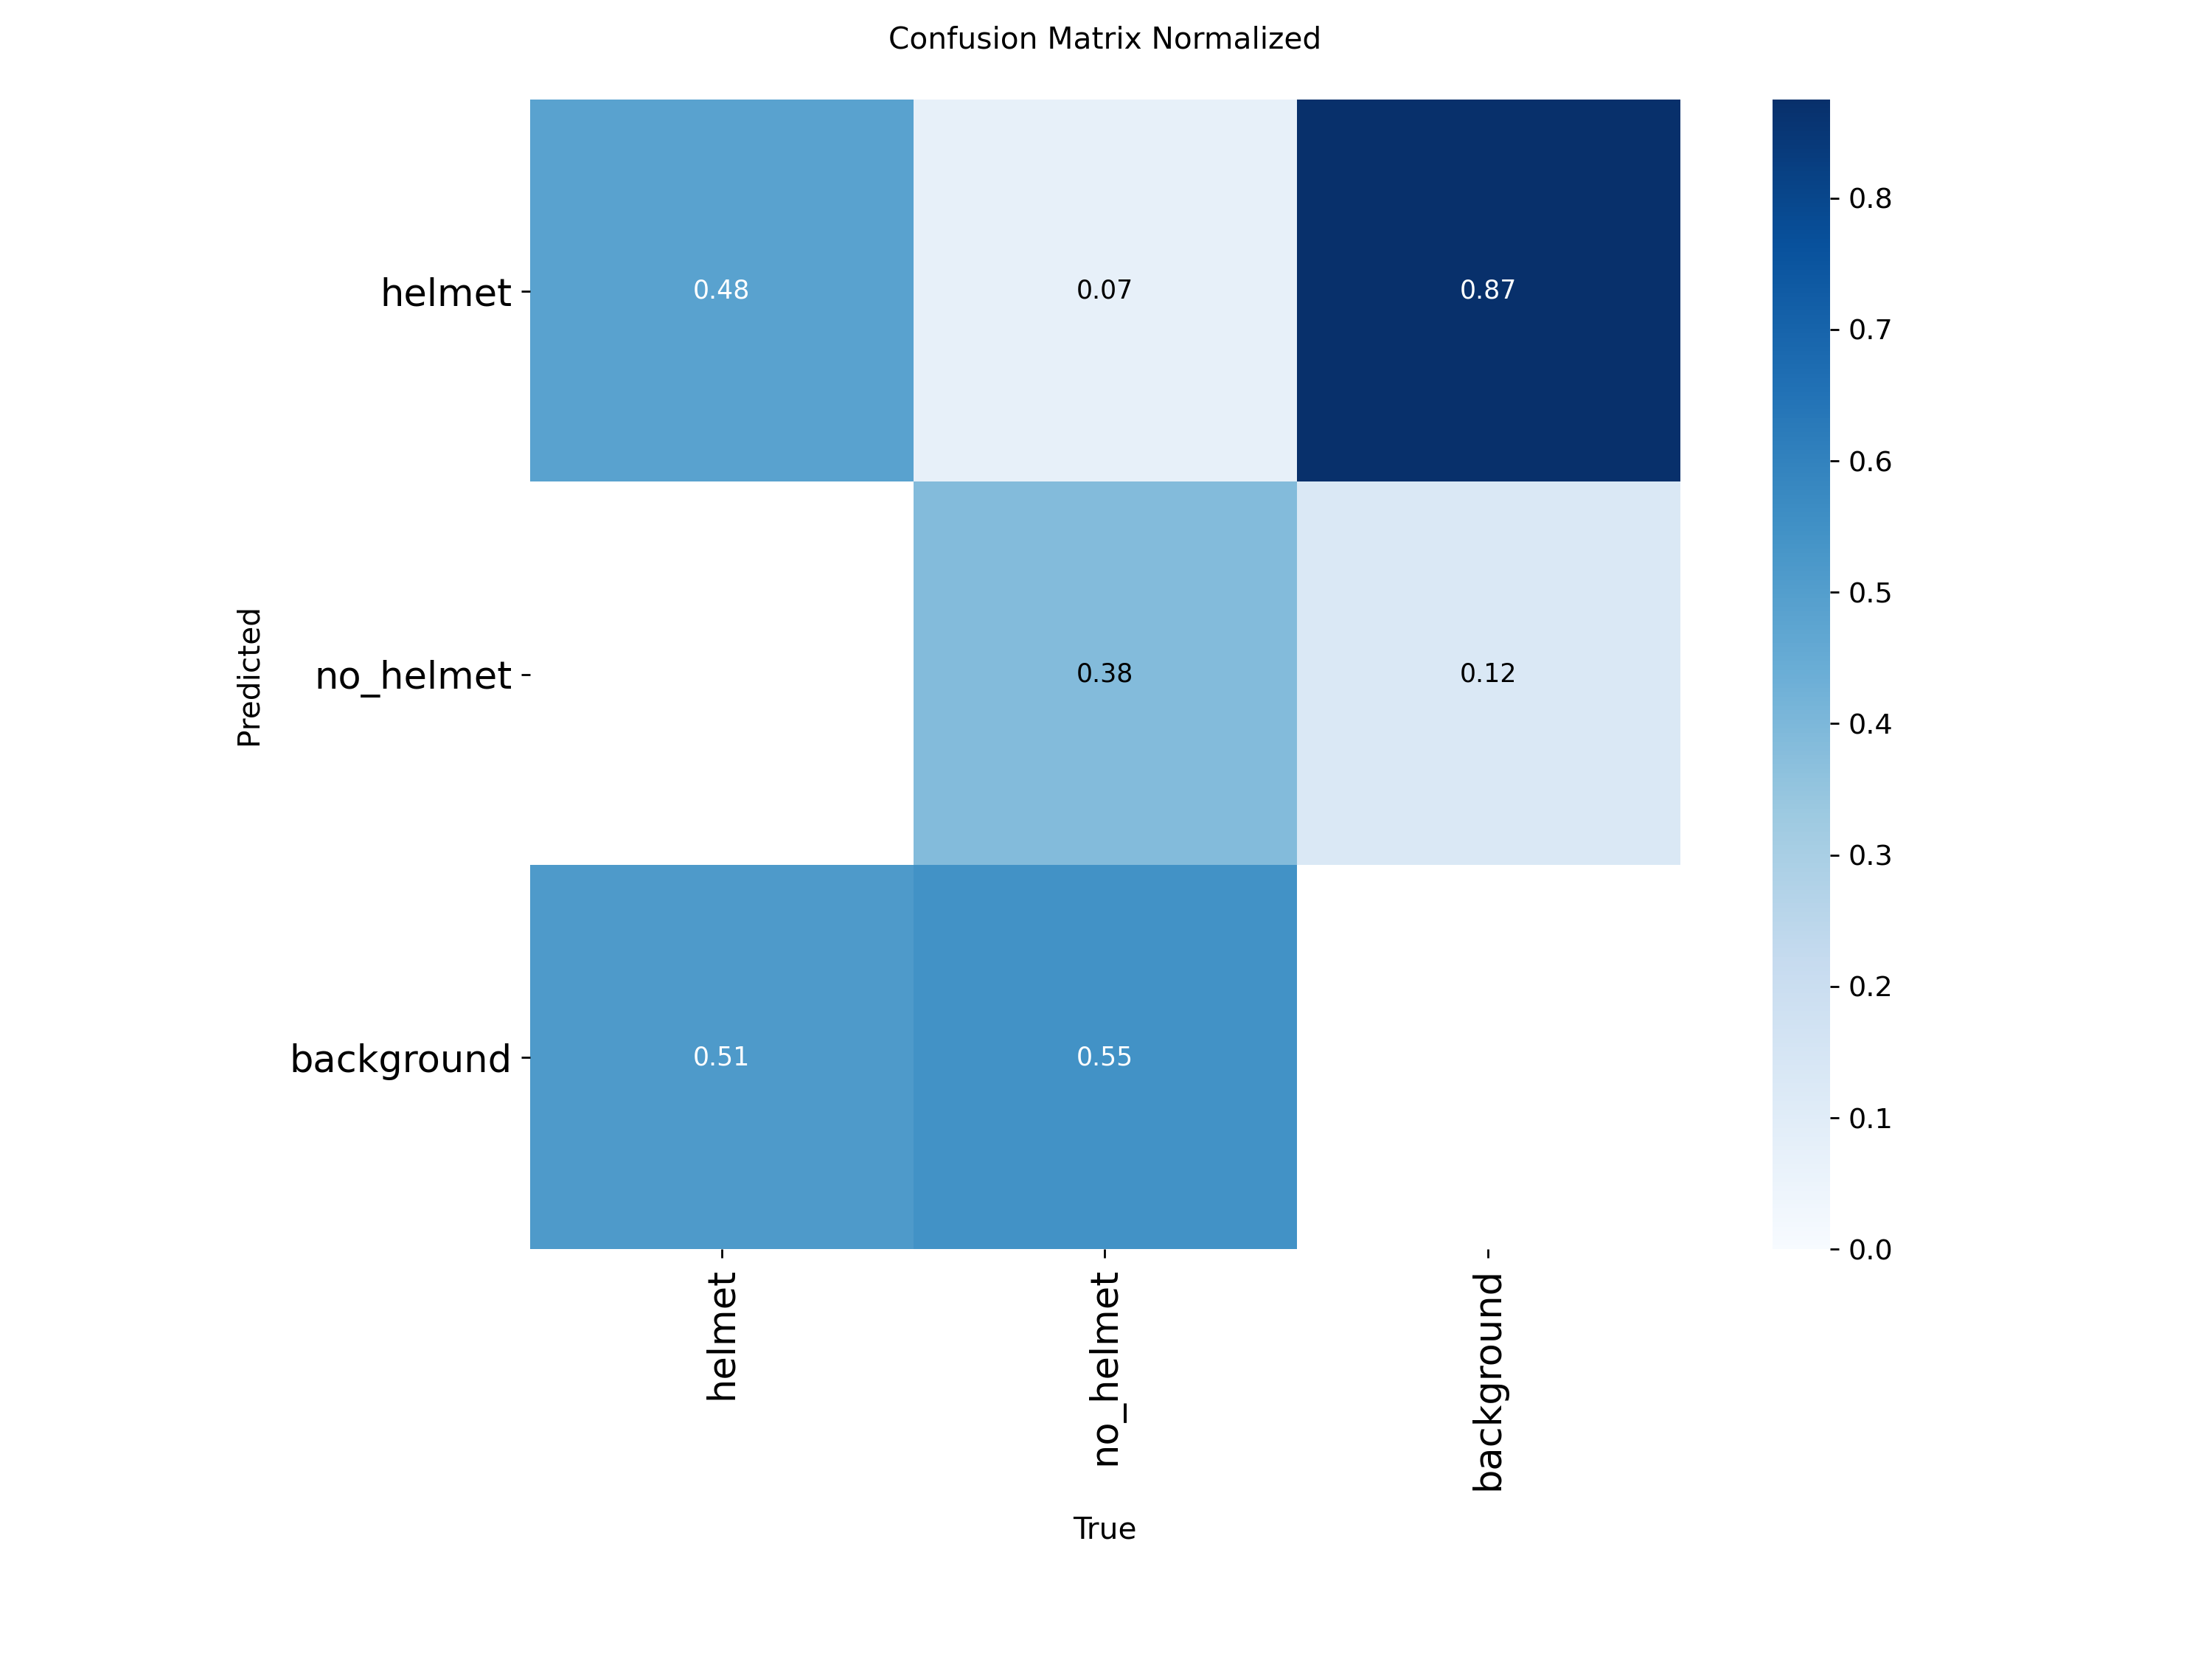 Confusion Matrix Normalized
helmet
0.48
0.07
0.87
0.8
0.7
0.6
0.5
0.4
0.3
0.2
0.1
0.0
Predicted
no_helmet
0.38
0.12
background
0.51
0.55
helmet
no_helmet
background
True